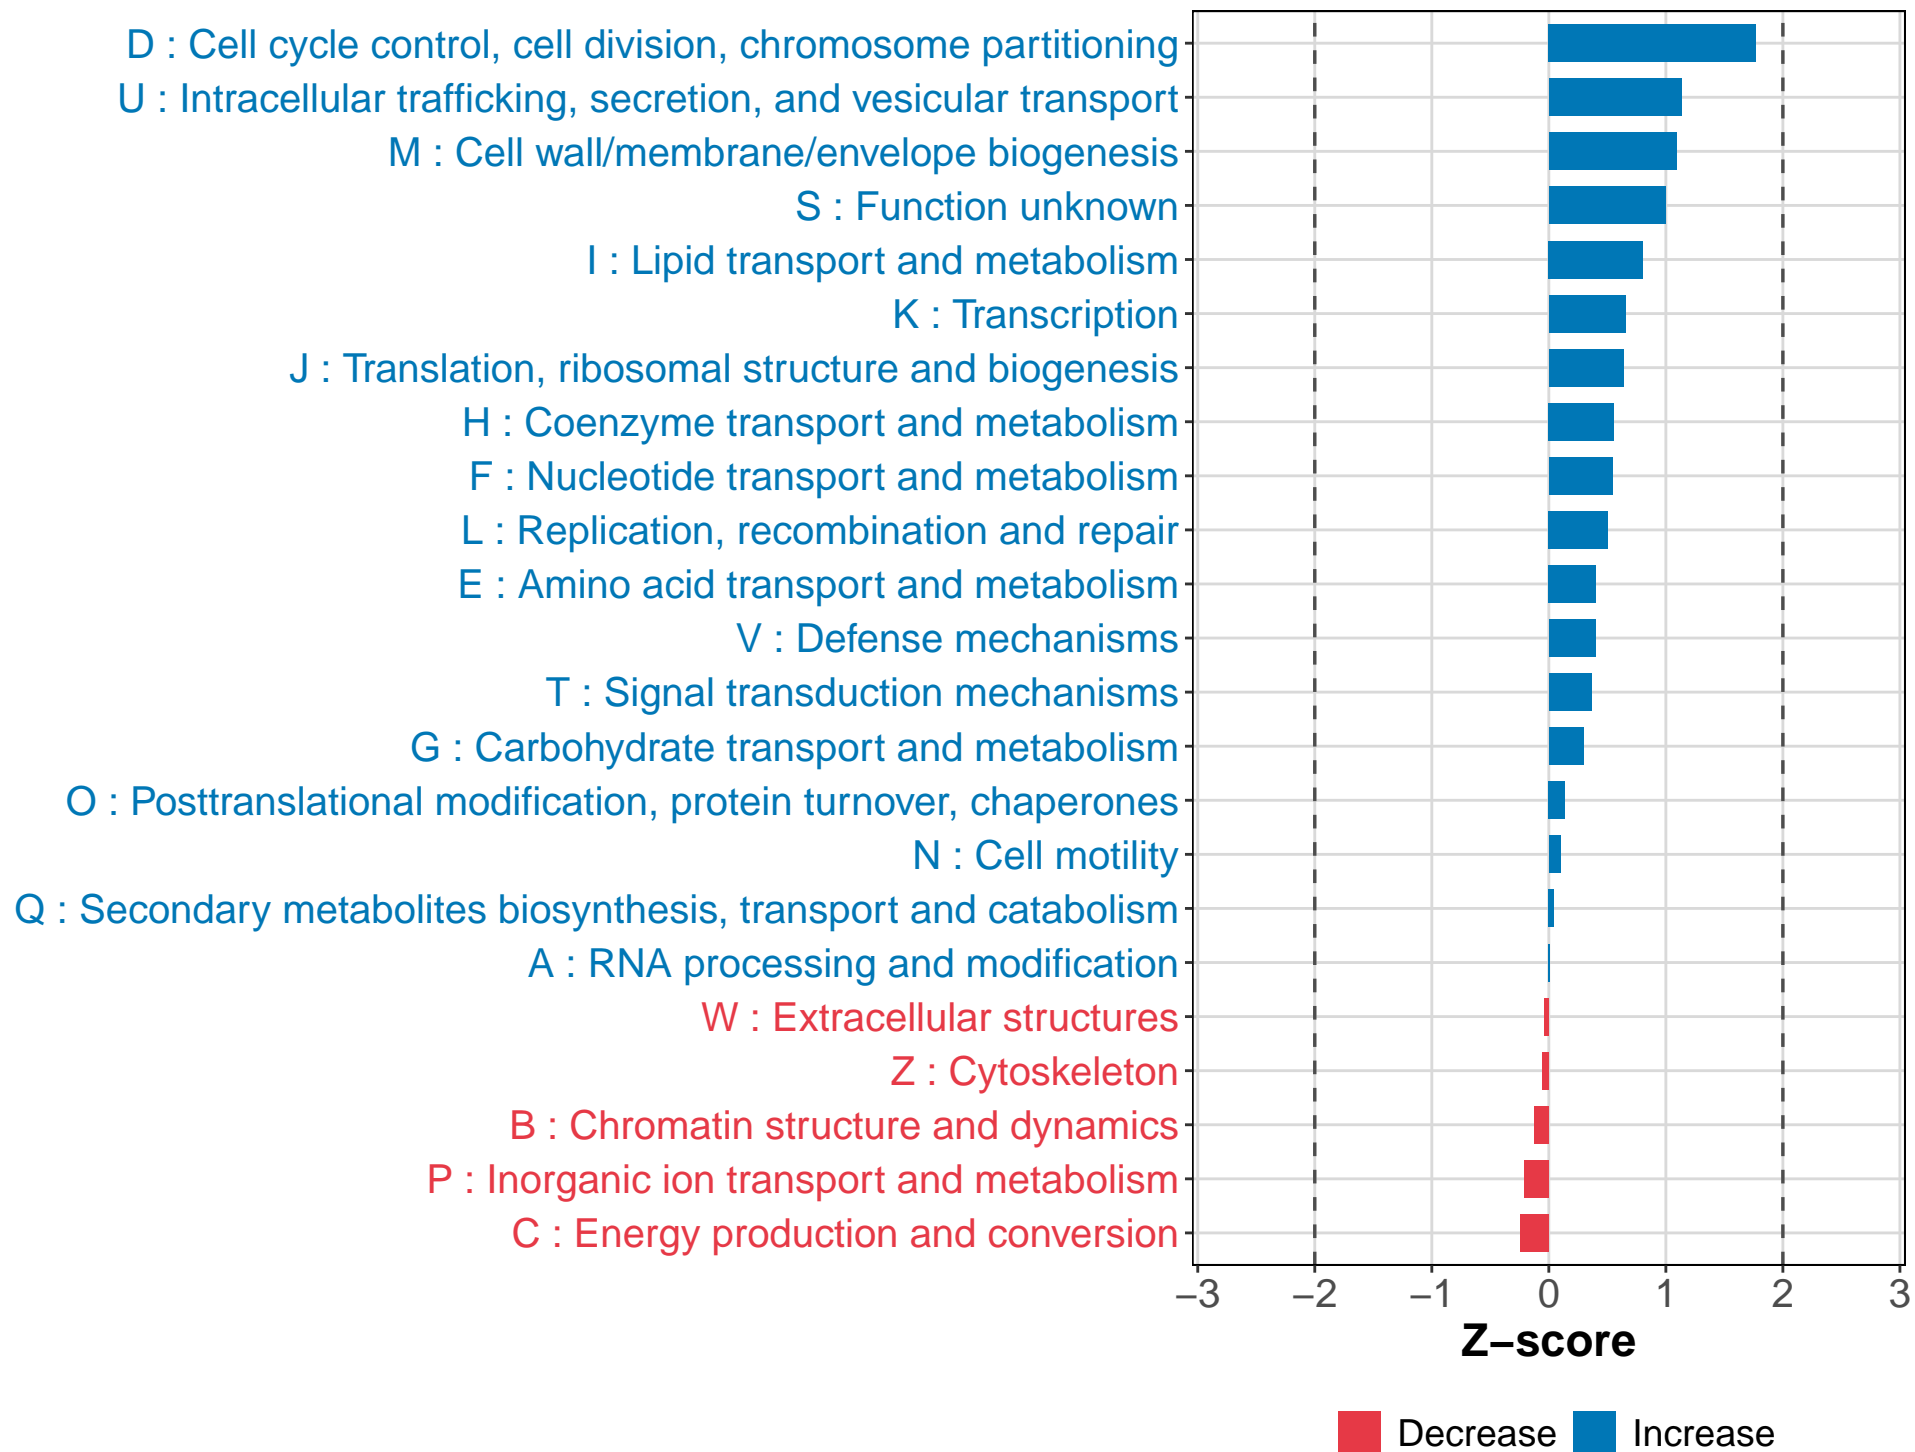 D : Cell cycle control, cell division, chromosome partitioning
U : Intracellular trafficking, secretion, and vesicular transport
M : Cell wall/membrane/envelope biogenesis
S : Function unknown
I : Lipid transport and metabolism
K : Transcription
J : Translation, ribosomal structure and biogenesis
H : Coenzyme transport and metabolism
F : Nucleotide transport and metabolism
L : Replication, recombination and repair
E : Amino acid transport and metabolism
V : Defense mechanisms
T : Signal transduction mechanisms
G : Carbohydrate transport and metabolism
O : Posttranslational modification, protein turnover, chaperones
N : Cell motility
Q : Secondary metabolites biosynthesis, transport and catabolism
A : RNA processing and modification
W : Extracellular structures
Z : Cytoskeleton
B : Chromatin structure and dynamics
P : Inorganic ion transport and metabolism
C : Energy production and conversion
−3 −2 −1 0 1 2 3
Z−score
Decrease Increase